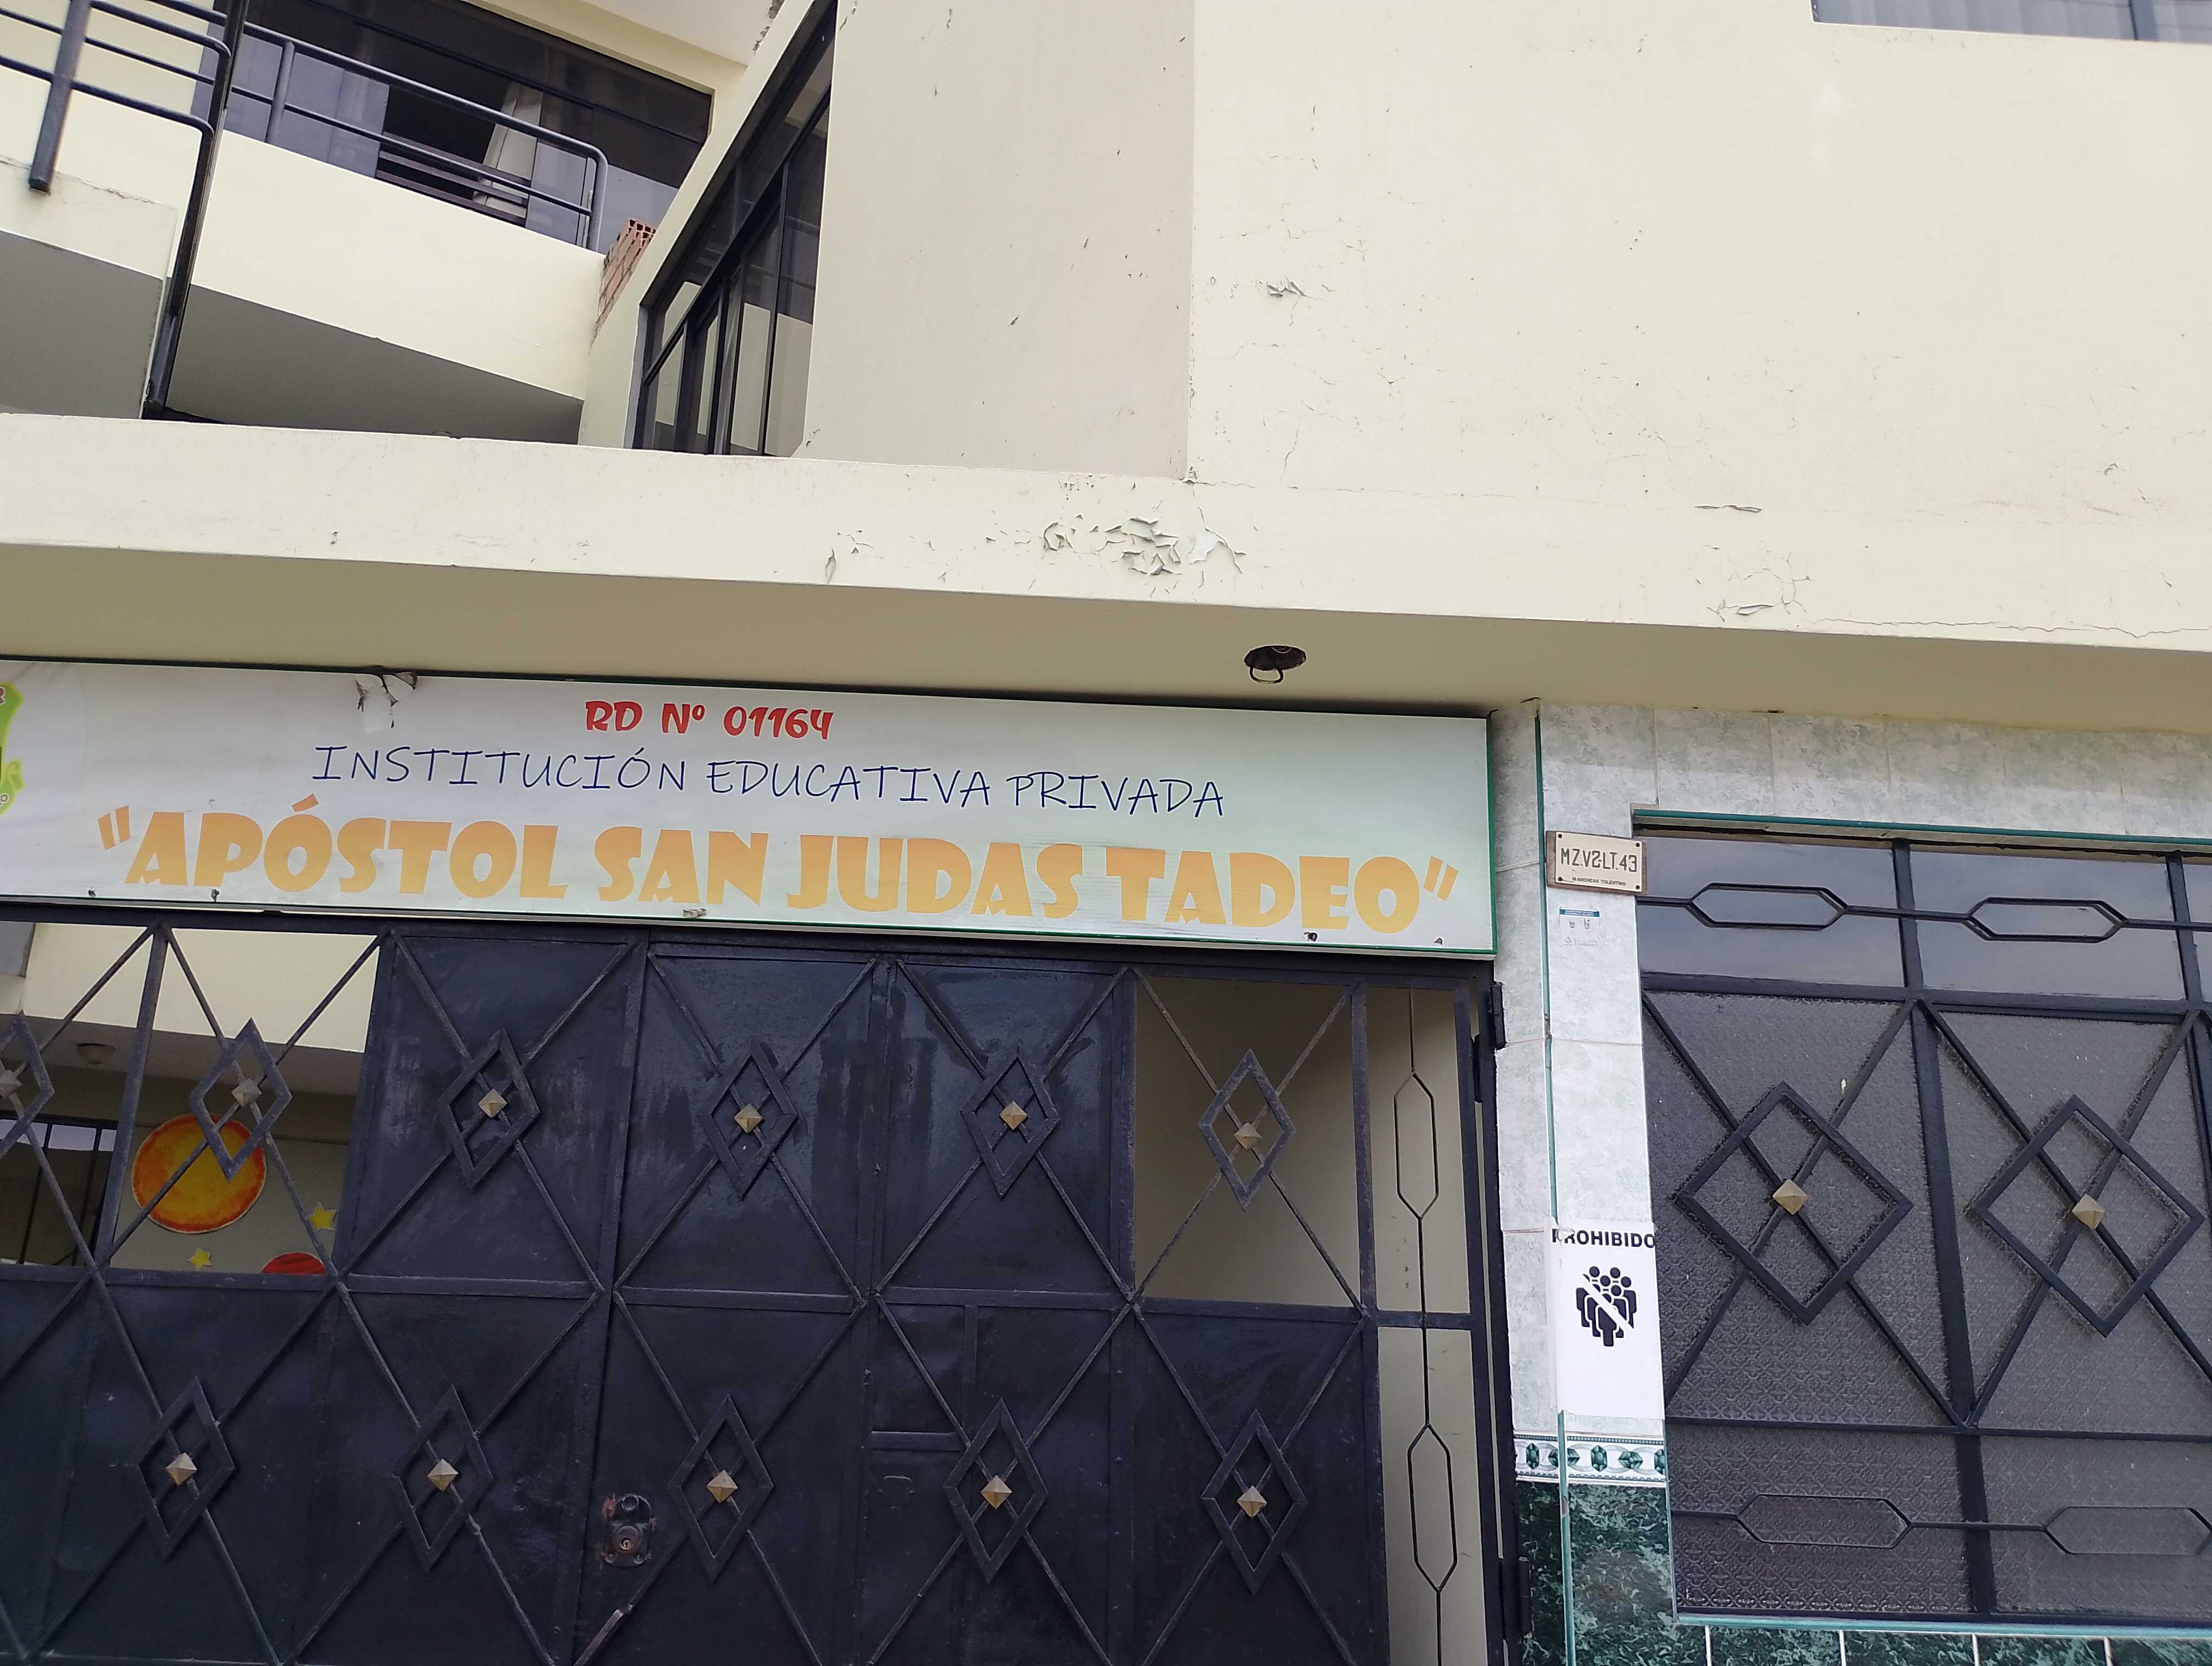 RD Nº 01164
INSTITUCIÓN EDUCATIVA PRIVADA
"APÓSTOL SAN JUDAS TADEO"
MZ.V2-LT.43
PROHIBIDO